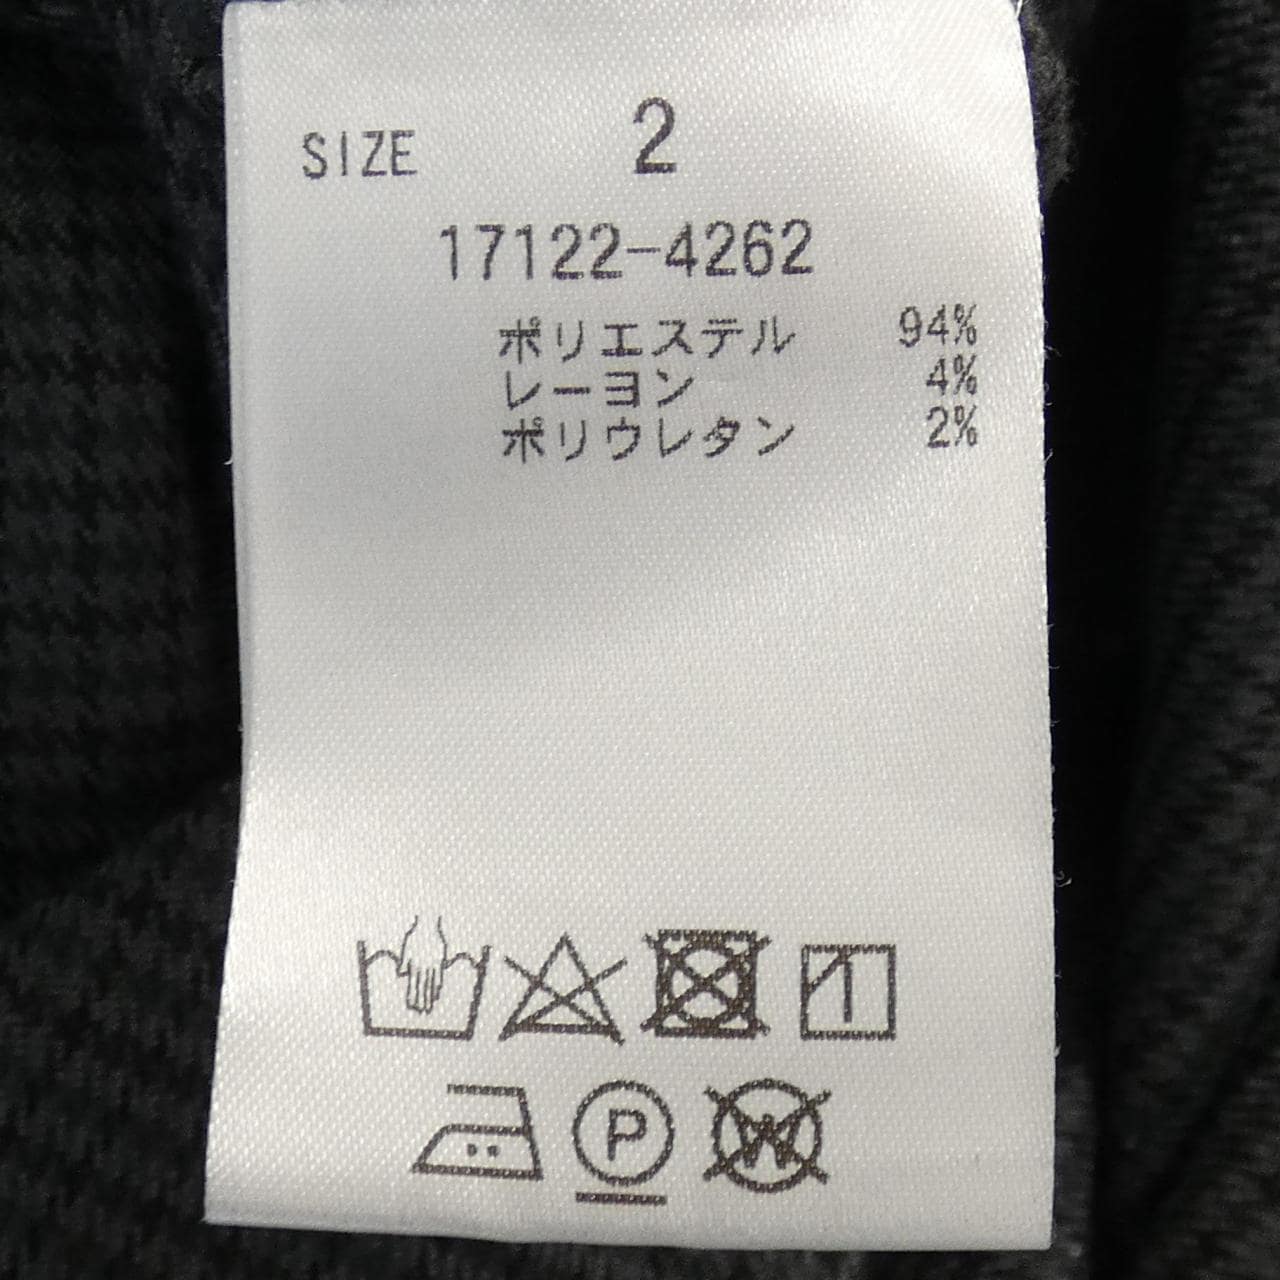 SIZE 2
17122-4262
ポリエステル 94%
レーヨン 4%
ポリウレタン 2%
P
W